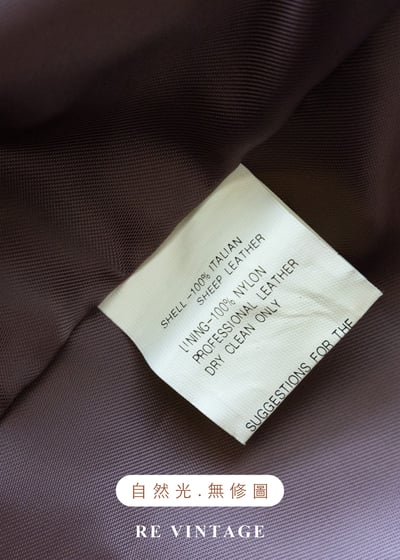 SHELL-100% ITALIAN
SHEEP LEATHER
LINING-100% NYLON
PROFESSIONAL LEATHER
DRY CLEAN ONLY
SUGGESTIONS FOR THE
自然光.無修圖
RE VINTAGE